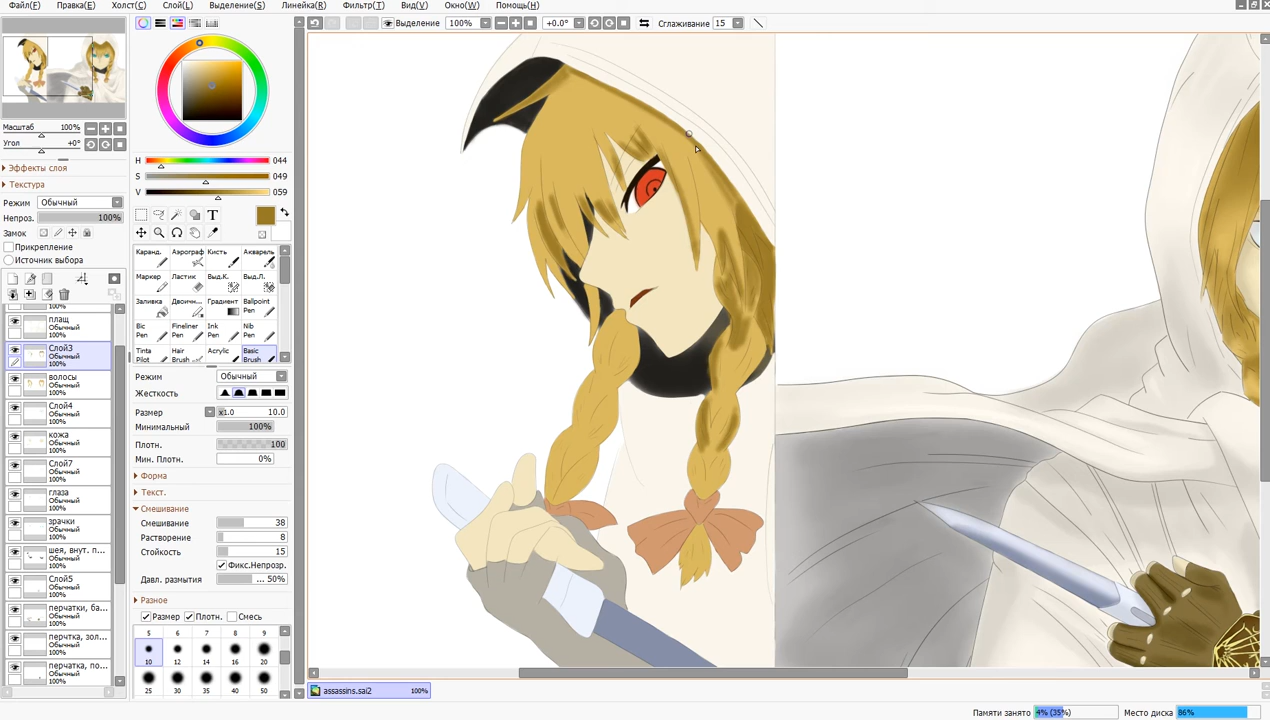 Файл(F) Правка(E) Холст(C) Слой(L) Выделение(S) Линейка(R) Фильтр(T) Вид(V) Окно(W) Помощь(H)
Выделение 100% +0.0° Сглаживание 15
Масштаб 100%
Угол +0°
Эффекты слоя
Текстура
Режим Обычный
Непроз. 100%
Замок
Прикрепление
Источник выбора
100%
плащ
Обычный
100%
Слой3
Обычный
100%
волосы
Обычный
100%
Слой4
Обычный
100%
кожа
Обычный
100%
Слой7
Обычный
100%
глаза
Обычный
100%
зрачки
Обычный
100%
шея, внут. п...
Обычный
100%
Слой5
Обычный
100%
перчатки, ба...
Обычный
100%
перчтка, зол...
Обычный
100%
перчатка, по...
Обычный
100%
H 044
S 049
V 059
T
Каранд. Аэрограф Кисть Акварель
Маркер Ластик Выд.К. Выд.Л.
Заливка Двоичн... Градиент Ballpoint Pen
Bic Pen Fineliner Pen Ink Pen Nib Pen
Tinta Pilot Hair Brush Acrylic Basic Brush
Режим Обычный
Жесткость
Размер x1.0 10.0
Минимальный 100%
Плотн. 100
Мин. Плотн. 0%
Форма
Текст.
Смешивание
Смешивание 38
Растворение 8
Стойкость 15
Фикс.Непрозр.
Давл. размытия ... 50%
Разное
Размер Плотн. Смесь
5 6 7 8 9
10 12 14 16 20
25 30 35 40 50
assassins.sai2 100%
Памяти занято 4% (35%) Место диска 86%